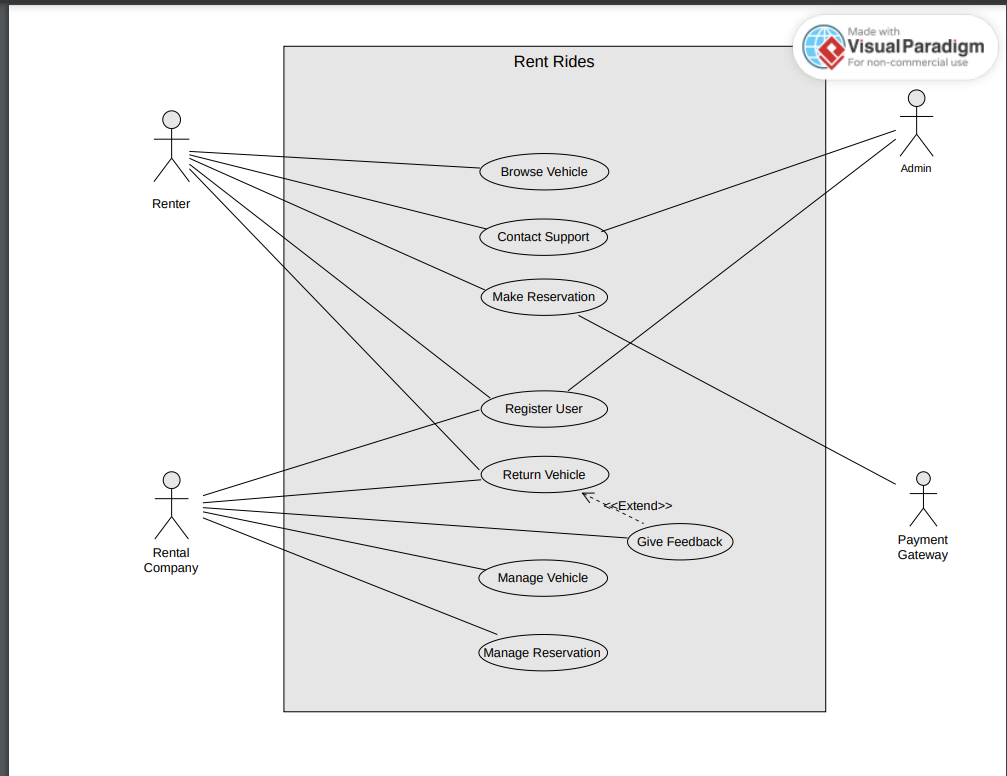 Made with
Visual Paradigm
For non-commercial use
Rent Rides
Renter
Admin
Browse Vehicle
Contact Support
Make Reservation
Register User
Return Vehicle
<<Extend>>
Give Feedback
Manage Vehicle
Manage Reservation
Rental
Company
Payment
Gateway